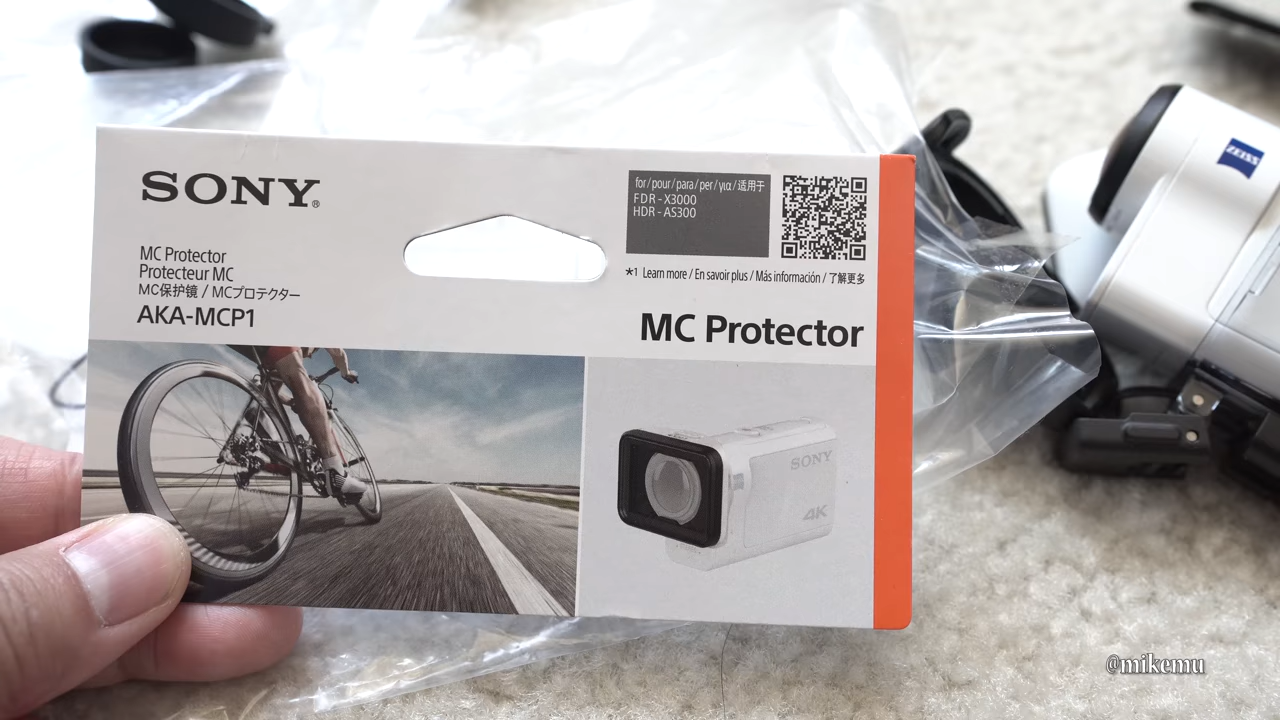 SONY®
MC Protector
Protecteur MC
MC保护镜 / MCプロテクター
AKA-MCP1
for / pour / para / per / για / 适用于
FDR - X3000
HDR - AS300
*1 Learn more / En savoir plus / Más información / 了解更多
MC Protector
SONY
4K
ZEISS
@mikemu